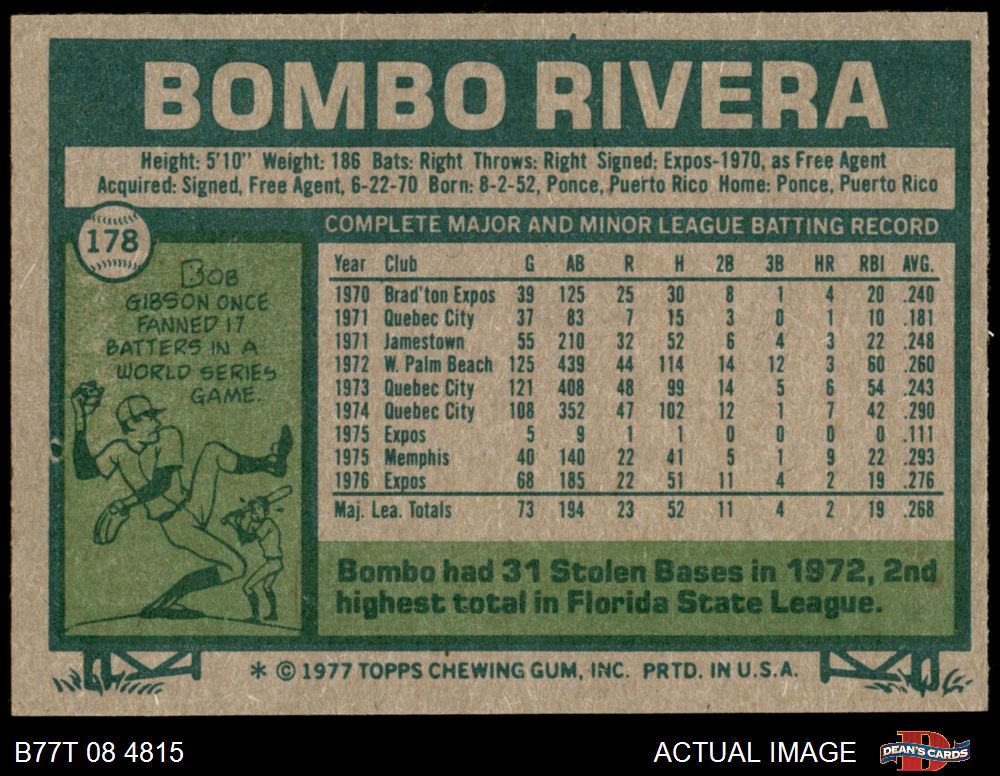 BOMBO RIVERA
Height: 5'10" Weight: 186 Bats: Right Throws: Right Signed: Expos-1970, as Free Agent
Acquired: Signed, Free Agent, 6-22-70 Born: 8-2-52, Ponce, Puerto Rico Home: Ponce, Puerto Rico
178
BOB
GIBSON ONCE
FANNED 17
BATTERS IN A
WORLD SERIES
GAME.
COMPLETE MAJOR AND MINOR LEAGUE BATTING RECORD
Year Club G AB R H 2B 3B HR RBI AVG.
1970 Brad'ton Expos 39 125 25 30 8 1 4 20 .240
1971 Quebec City 37 83 7 15 3 0 1 10 .181
1971 Jamestown 55 210 32 52 6 4 3 22 .248
1972 W. Palm Beach 125 439 44 114 14 12 3 60 .260
1973 Quebec City 121 408 48 99 14 5 6 54 .243
1974 Quebec City 108 352 47 102 12 1 7 42 .290
1975 Expos 5 9 1 1 0 0 0 0 .111
1975 Memphis 40 140 22 41 5 1 9 22 .293
1976 Expos 68 185 22 51 11 4 2 19 .276
Maj. Lea. Totals 73 194 23 52 11 4 2 19 .268
Bombo had 31 Stolen Bases in 1972, 2nd
highest total in Florida State League.
* © 1977 TOPPS CHEWING GUM, INC. PRTD. IN U.S.A.
B77T 08 4815
ACTUAL IMAGE
D
DEAN'S CARDS